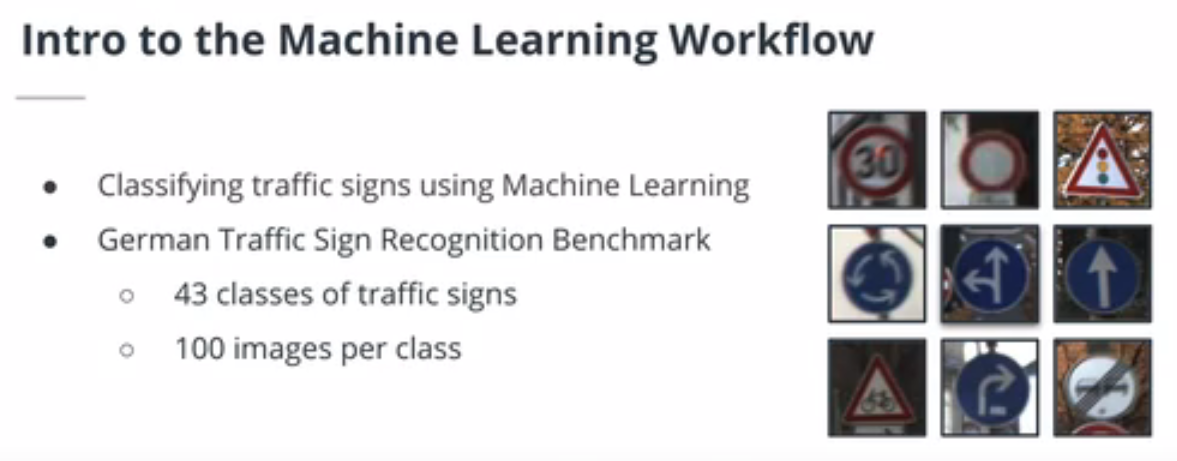 Intro to the Machine Learning Workflow
Classifying traffic signs using Machine Learning
German Traffic Sign Recognition Benchmark
43 classes of traffic signs
100 images per class
30